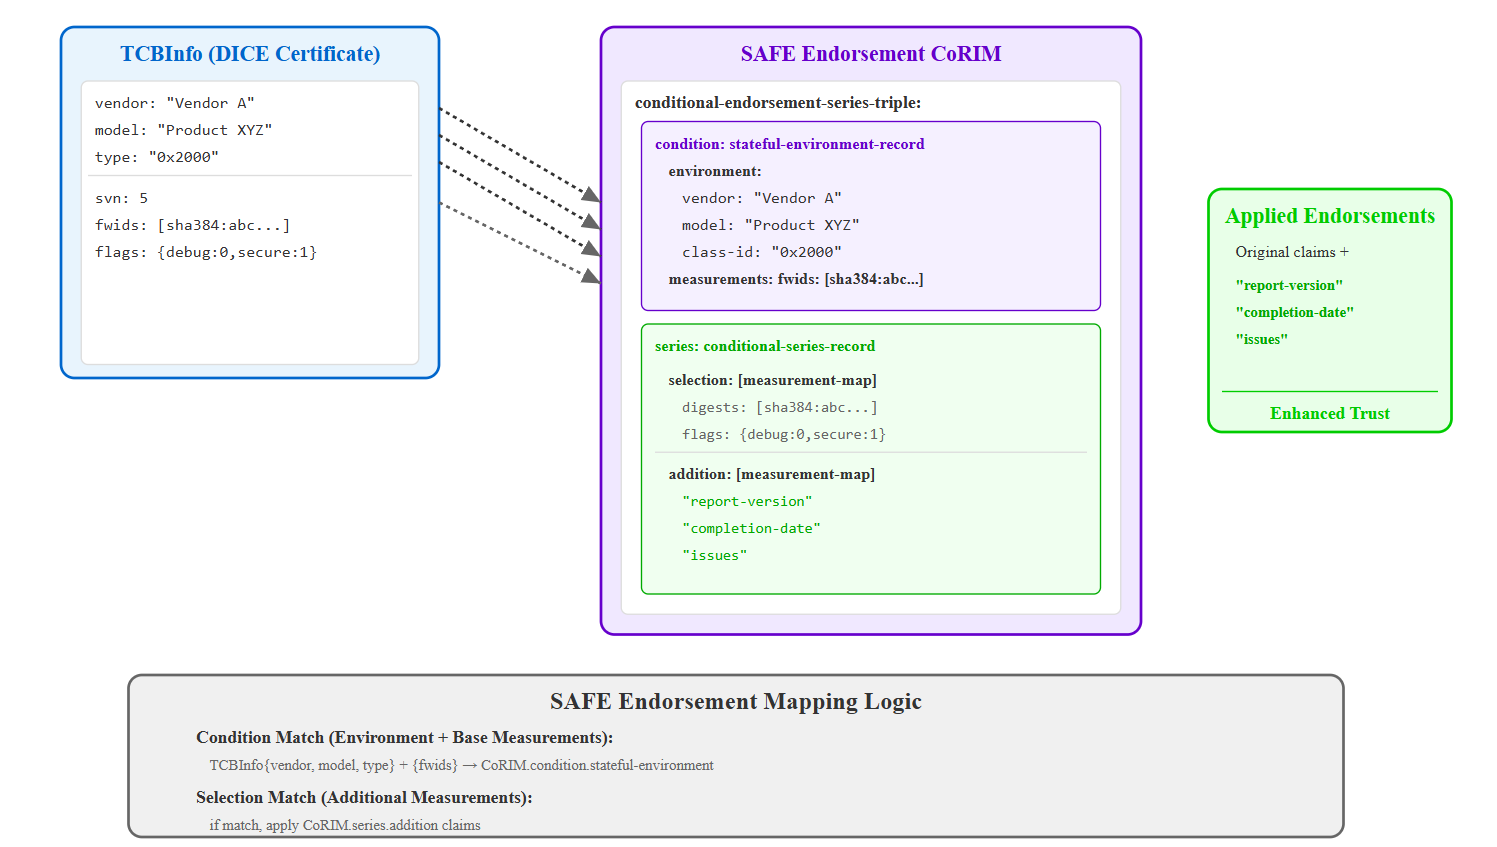 TCBInfo (DICE Certificate)
vendor: "Vendor A"
model: "Product XYZ"
type: "0x2000"
svn: 5
fwids: [sha384:abc...]
flags: {debug:0,secure:1}
SAFE Endorsement CoRIM
conditional-endorsement-series-triple:
condition: stateful-environment-record
environment:
vendor: "Vendor A"
model: "Product XYZ"
class-id: "0x2000"
measurements: fwids: [sha384:abc...]
series: conditional-series-record
selection: [measurement-map]
digests: [sha384:abc...]
flags: {debug:0,secure:1}
addition: [measurement-map]
"report-version"
"completion-date"
"issues"
Applied Endorsements
Original claims +
"report-version"
"completion-date"
"issues"
Enhanced Trust
SAFE Endorsement Mapping Logic
Condition Match (Environment + Base Measurements):
TCBInfo{vendor, model, type} + {fwids} → CoRIM.condition.stateful-environment
Selection Match (Additional Measurements):
if match, apply CoRIM.series.addition claims